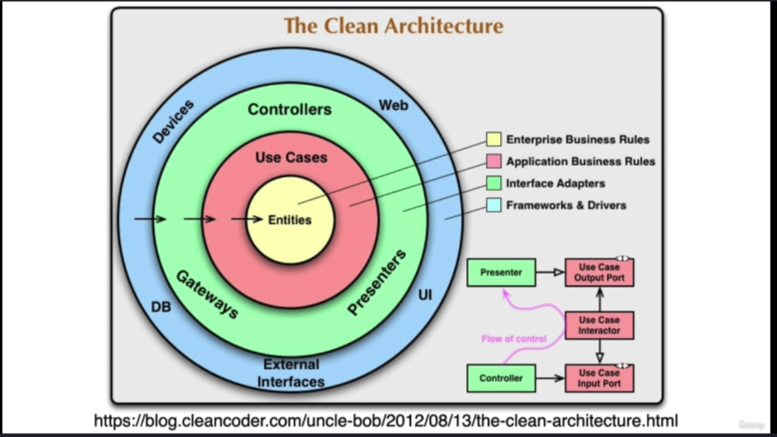 The Clean Architecture
Devices
Web
Controllers
Use Cases
Entities
Gateways
Presenters
DB
UI
External
Interfaces
Enterprise Business Rules
Application Business Rules
Interface Adapters
Frameworks & Drivers
Presenter
Use Case
Output Port
Use Case
Interactor
Flow of control
Controller
Use Case
Input Port
<I>
<I>
https://blog.cleancoder.com/uncle-bob/2012/08/13/the-clean-architecture.html
Udemy